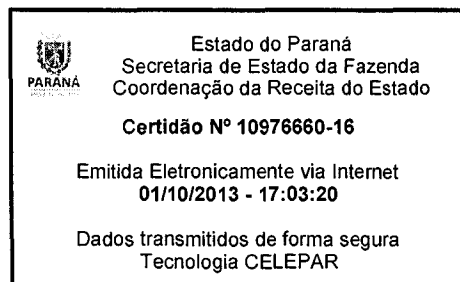 Estado do Paraná
Secretaria de Estado da Fazenda
PARANÁ
Coordenação da Receita do Estado
Certidão Nº 10976660-16
Emitida Eletronicamente via Internet
01/10/2013 - 17:03:20
Dados transmitidos de forma segura
Tecnologia CELEPAR